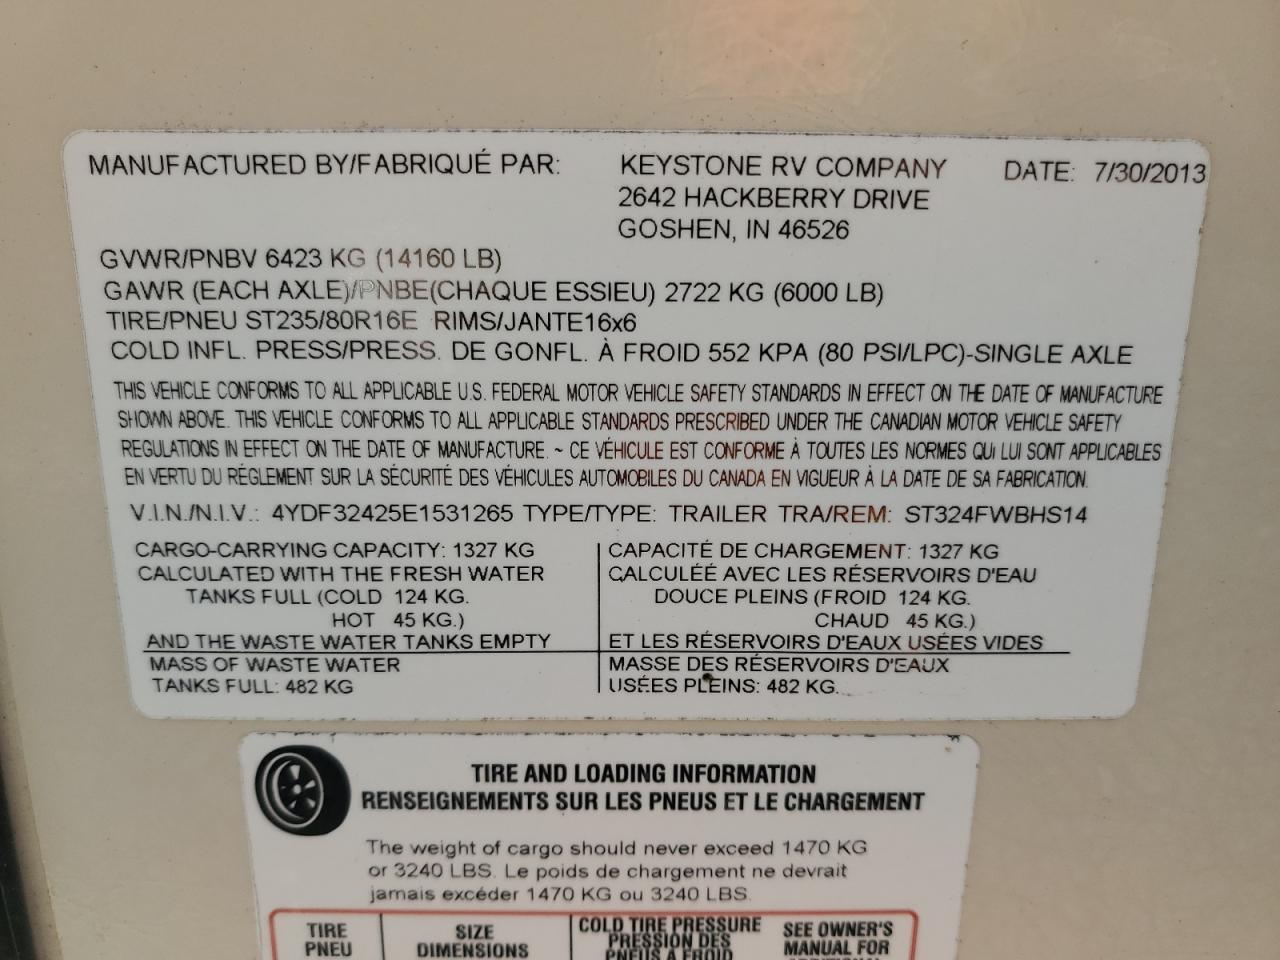 MANUFACTURED BY/FABRIQUÉ PAR: KEYSTONE RV COMPANY DATE: 7/30/2013
2642 HACKBERRY DRIVE
GOSHEN, IN 46526
GVWR/PNBV 6423 KG (14160 LB)
GAWR (EACH AXLE)/PNBE(CHAQUE ESSIEU) 2722 KG (6000 LB)
TIRE/PNEU ST235/80R16E RIMS/JANTE16x6
COLD INFL. PRESS/PRESS. DE GONFL. À FROID 552 KPA (80 PSI/LPC)-SINGLE AXLE
THIS VEHICLE CONFORMS TO ALL APPLICABLE U.S. FEDERAL MOTOR VEHICLE SAFETY STANDARDS IN EFFECT ON THE DATE OF MANUFACTURE
SHOWN ABOVE. THIS VEHICLE CONFORMS TO ALL APPLICABLE STANDARDS PRESCRIBED UNDER THE CANADIAN MOTOR VEHICLE SAFETY
REGULATIONS IN EFFECT ON THE DATE OF MANUFACTURE. ~ CE VÉHICULE EST CONFORME À TOUTES LES NORMES QUI LUI SONT APPLICABLES
EN VERTU DU RÉGLEMENT SUR LA SÉCURITÉ DES VÉHICULES AUTOMOBILES DU CANADA EN VIGUEUR À LA DATE DE SA FABRICATION.
V.I.N./N.I.V.: 4YDF32425E1531265 TYPE/TYPE: TRAILER TRA/REM: ST324FWBHS14
CARGO-CARRYING CAPACITY: 1327 KG
CALCULATED WITH THE FRESH WATER
TANKS FULL (COLD 124 KG.
HOT 45 KG.)
AND THE WASTE WATER TANKS EMPTY
MASS OF WASTE WATER
TANKS FULL: 482 KG
CAPACITÉ DE CHARGEMENT: 1327 KG
CALCULÉÉ AVEC LES RÉSERVOIRS D'EAU
DOUCE PLEINS (FROID 124 KG.
CHAUD 45 KG.)
ET LES RÉSERVOIRS D'EAUX USÉES VIDES
MASSE DES RÉSERVOIRS D'EAUX
USÉES PLEINS: 482 KG.
TIRE AND LOADING INFORMATION
RENSEIGNEMENTS SUR LES PNEUS ET LE CHARGEMENT
The weight of cargo should never exceed 1470 KG
or 3240 LBS. Le poids de chargement ne devrait
jamais excéder 1470 KG ou 3240 LBS.
TIRE
PNEU
SIZE
DIMENSIONS
COLD TIRE PRESSURE
PRESSION DES
PNEUS À FROID
SEE OWNER'S
MANUAL FOR